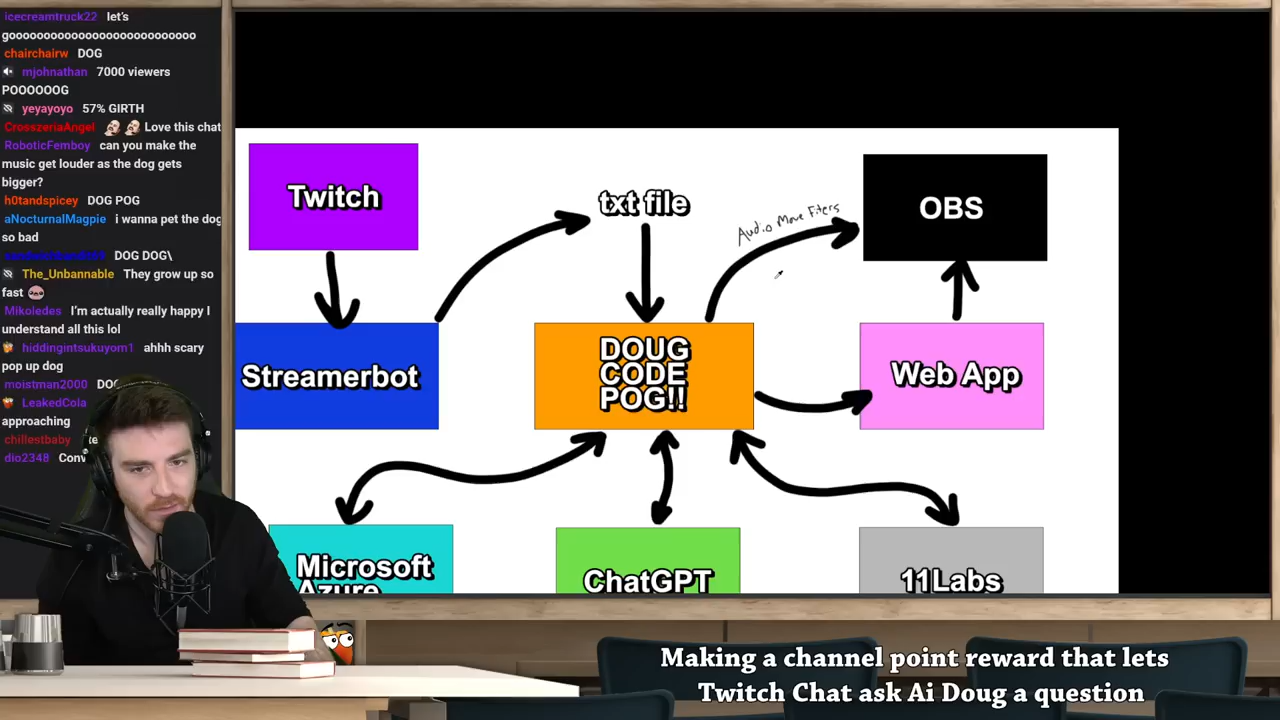 icecreamtruck22 let's
gooooooooooooooooooooooooooo
chairchairw DOG
mjohnathan 7000 viewers
POOOOOOG
yeyayoyo 57% GIRTH
CrosszeriaAngel Love this chat
RoboticFemboy can you make the
music get louder as the dog gets
bigger?
h0tandspicey DOG POG
aNocturnalMagpie i wanna pet the dog
so bad
DOG DOG\
The_Unbannable They grow up so
fast
Mikoledes I'm actually really happy I
understand all this lol
hiddingintsukuyom1 ahhh scary
pop up dog
moistman2000
LeakedCola
approaching
chillestbaby
dio2348
Twitch
txt file
Audio Move Fiters
OBS
Streamerbot
DOUG
CODE
POG!!
Web App
Microsoft
Azure
ChatGPT
11Labs
Making a channel point reward that lets
Twitch Chat ask Ai Doug a question